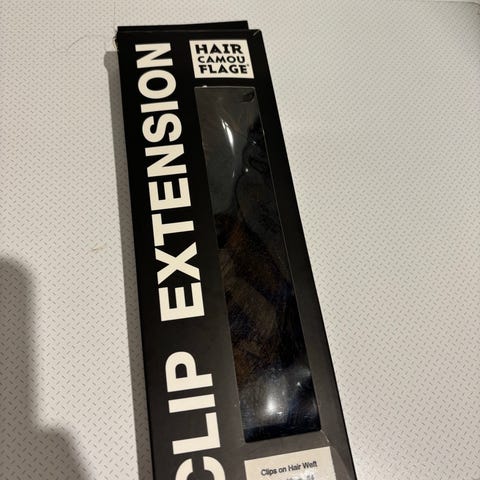 HAIR
CAMOU
FLAGE®
CLIP EXTENSION
Clips on Hair Weft